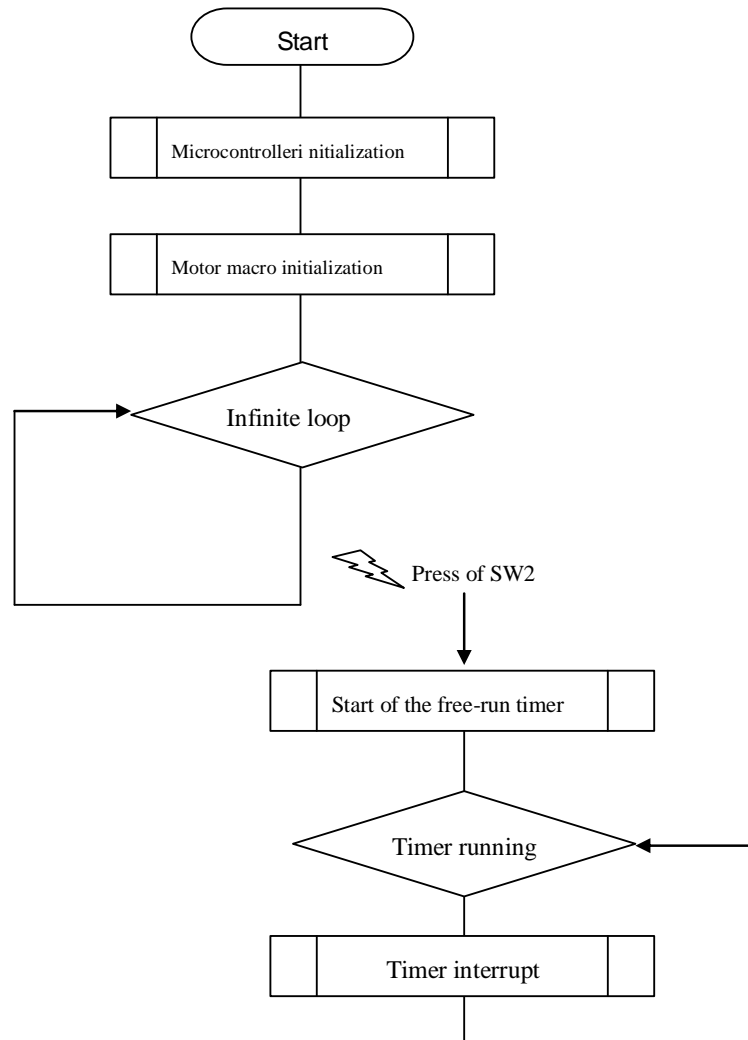 Start
Microcontrolleri nitialization
Motor macro initialization
Infinite loop
Press of SW2
Start of the free-run timer
Timer running
Timer interrupt